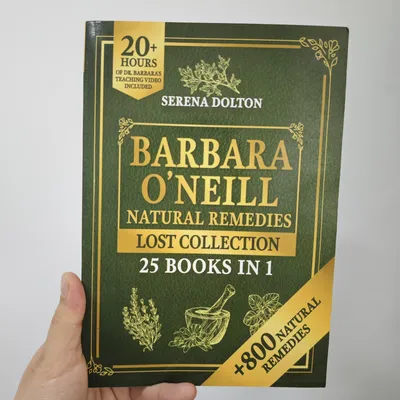 20+
HOURS
OF DR. BARBARA'S
TEACHING VIDEO
INCLUDED
SERENA DOLTON
BARBARA
O'NEILL
NATURAL REMEDIES
LOST COLLECTION
25 BOOKS IN 1
+800 NATURAL
REMEDIES